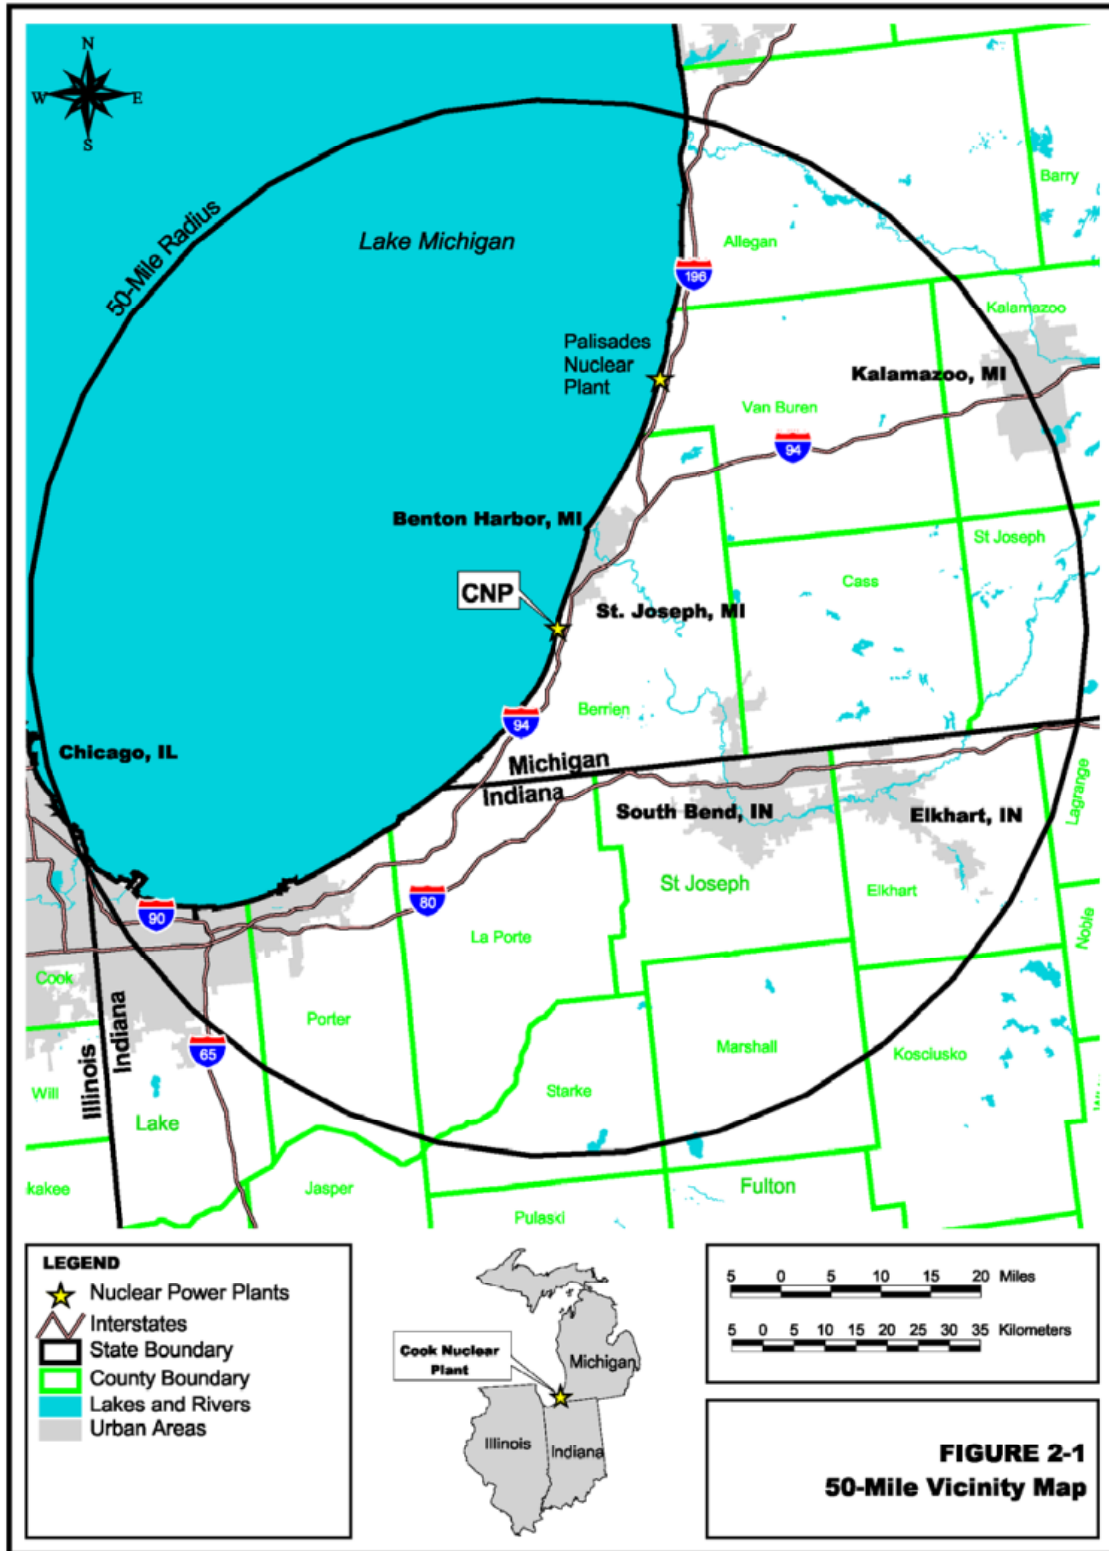 N
W
E
S
50-Mile Radius
Lake Michigan
Barry
Allegan
196
Kalamazoo
Palisades
Nuclear
Plant
Kalamazoo, MI
Van Buren
94
Benton Harbor, MI
St Joseph
Cass
CNP
St. Joseph, MI
Berrien
94
Chicago, IL
Michigan
Indiana
Lagrange
South Bend, IN
Elkhart, IN
St Joseph
Elkhart
80
90
La Porte
Noble
Cook
Indiana
Illinois
Porter
65
Marshall
Kosciusko
Will
Starke
Lake
kakee
Jasper
Fulton
Pulaski
LEGEND
Nuclear Power Plants
Interstates
State Boundary
County Boundary
Lakes and Rivers
Urban Areas
Cook Nuclear
Plant
Michigan
Illinois
Indiana
5 0 5 10 15 20 Miles
5 0 5 10 15 20 25 30 35 Kilometers
FIGURE 2-1
50-Mile Vicinity Map